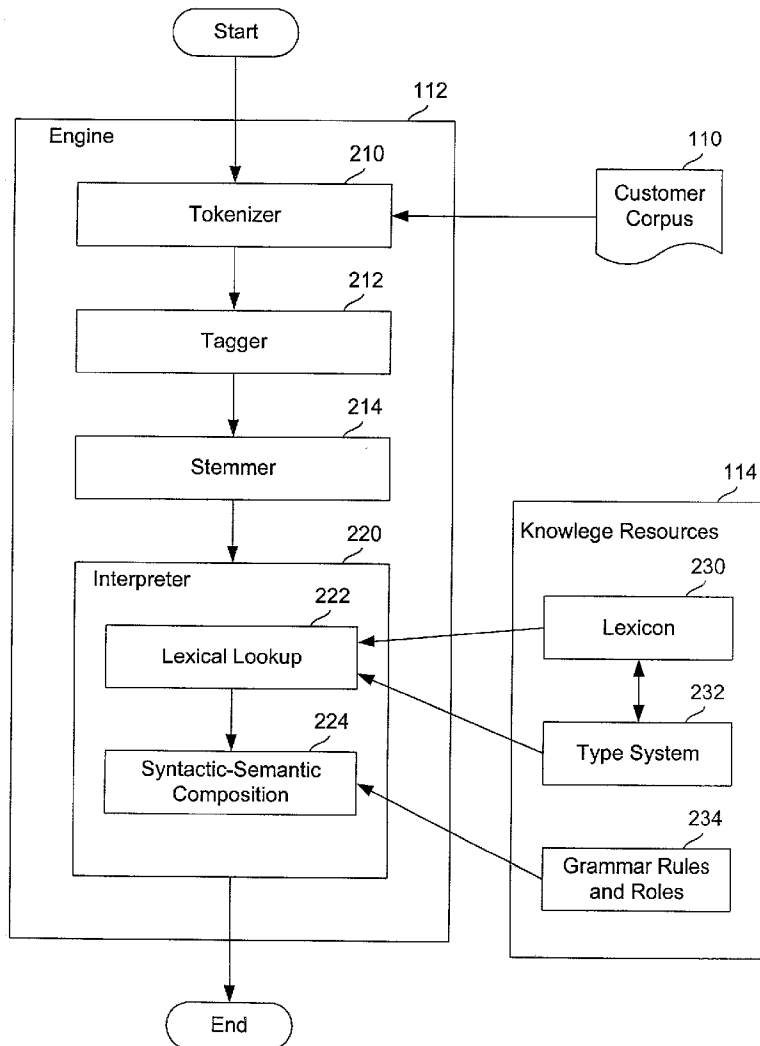 Start
112
Engine
210
Tokenizer
110
Customer
Corpus
212
Tagger
214
Stemmer
114
Knowlege Resources
220
Interpreter
230
Lexicon
222
Lexical Lookup
232
Type System
224
Syntactic-Semantic
Composition
234
Grammar Rules
and Roles
End